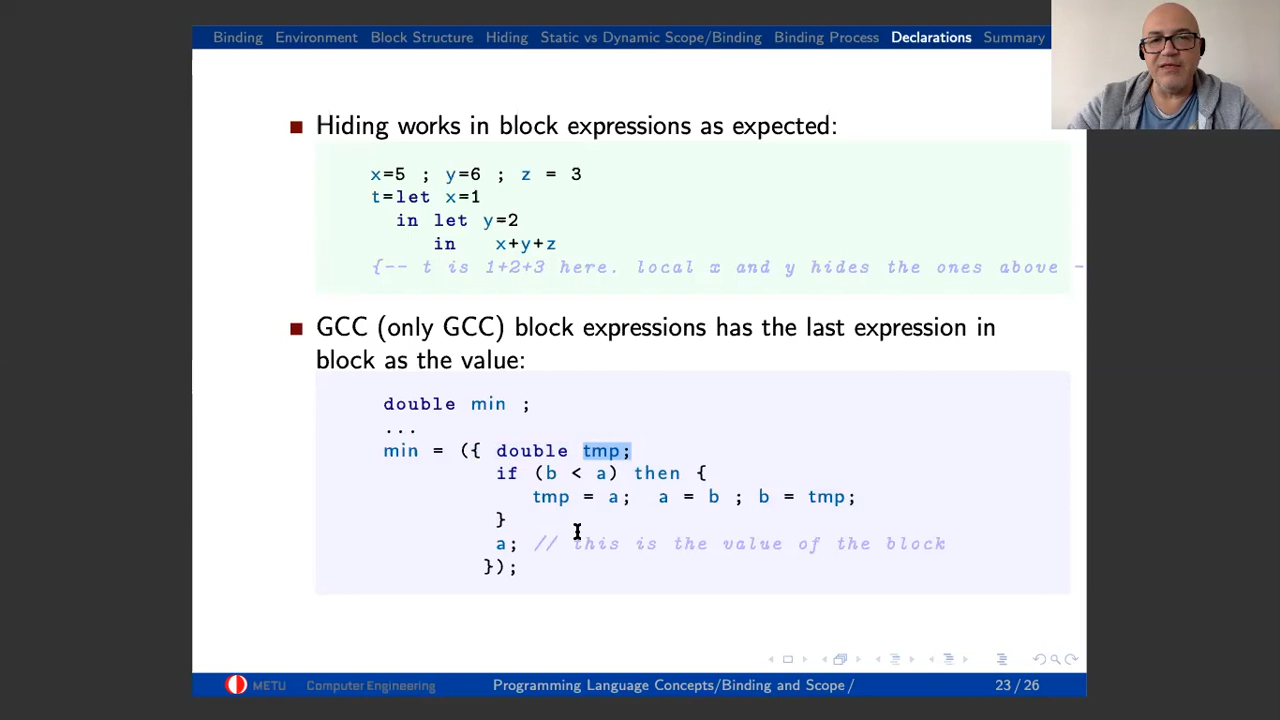 Binding Environment Block Structure Hiding Static vs Dynamic Scope/Binding Binding Process Declarations Summary
Hiding works in block expressions as expected:
x=5 ; y=6 ; z = 3
t=let x=1
in let y=2
in x+y+z
{-- t is 1+2+3 here. local x and y hides the ones above -
GCC (only GCC) block expressions has the last expression in
block as the value:
double min ;
...
min = ({ double tmp;
if (b < a) then {
tmp = a; a = b ; b = tmp;
}
a; // this is the value of the block
});
METU Computer Engineering Programming Language Concepts/Binding and Scope / 23 / 26